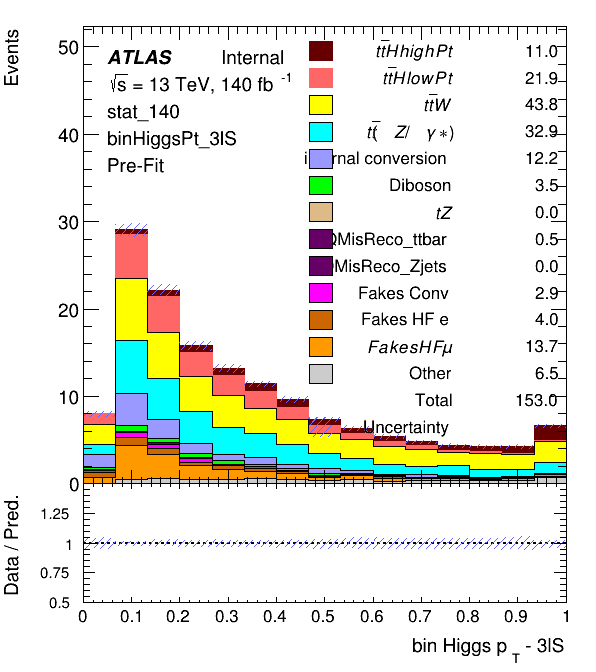 Events
50
40
30
20
10
0
ATLAS Internal
√s = 13 TeV, 140 fb -1
stat_140
binHiggsPt_3lS
Pre-Fit
tt̄HhighPt 11.0
tt̄HlowPt 21.9
tt̄W 43.8
tt̄( Z/ γ*) 32.9
conversion 12.2
Diboson 3.5
tZ 0.0
QMisReco_ttbar 0.5
QMisReco_Zjets 0.0
Fakes Conv 2.9
Fakes HF e 4.0
FakesHFμ 13.7
Other 6.5
Total 153.0
Uncertainty
Data / Pred.
1.25
1
0.75
0.5
0 0.1 0.2 0.3 0.4 0.5 0.6 0.7 0.8 0.9 1
bin Higgs p T - 3lS